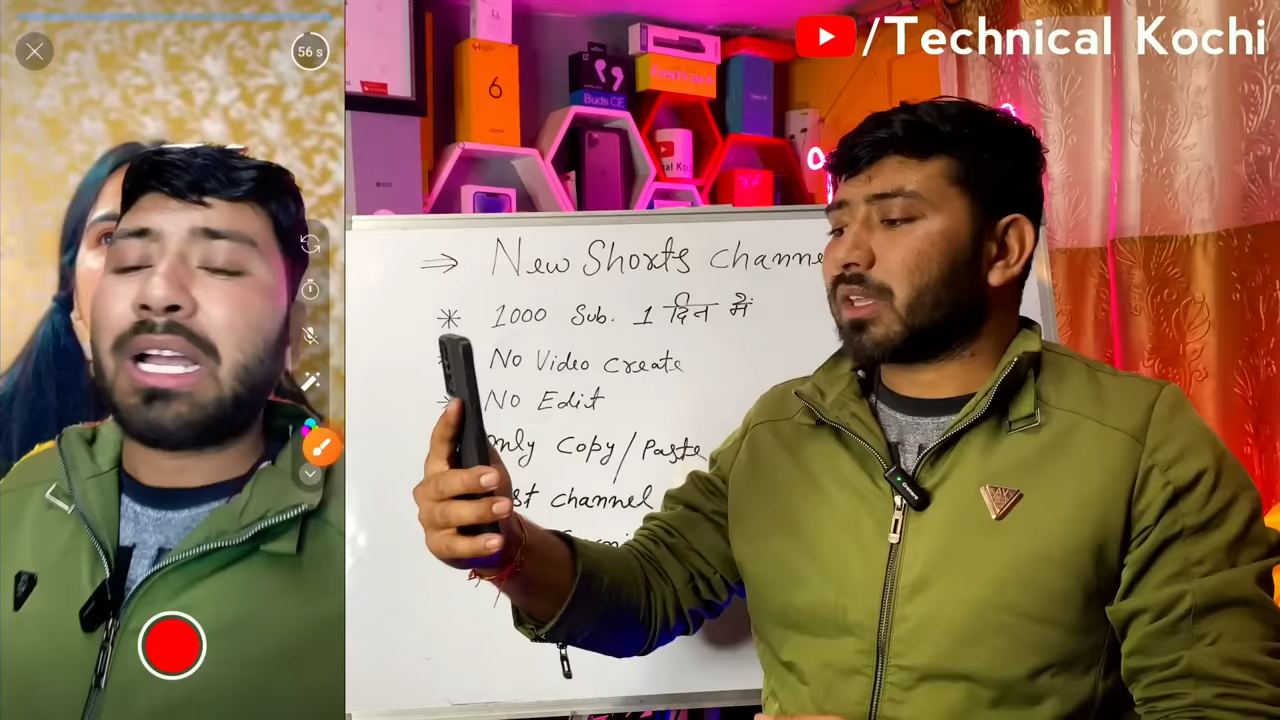 56 s
/Technical Kochi
6
Buds CE
fastrack
⇒ New Shorts channe
* 1000 Sub. 1 दिन में
No Video create
No Edit
nly Copy/Paste
st channel